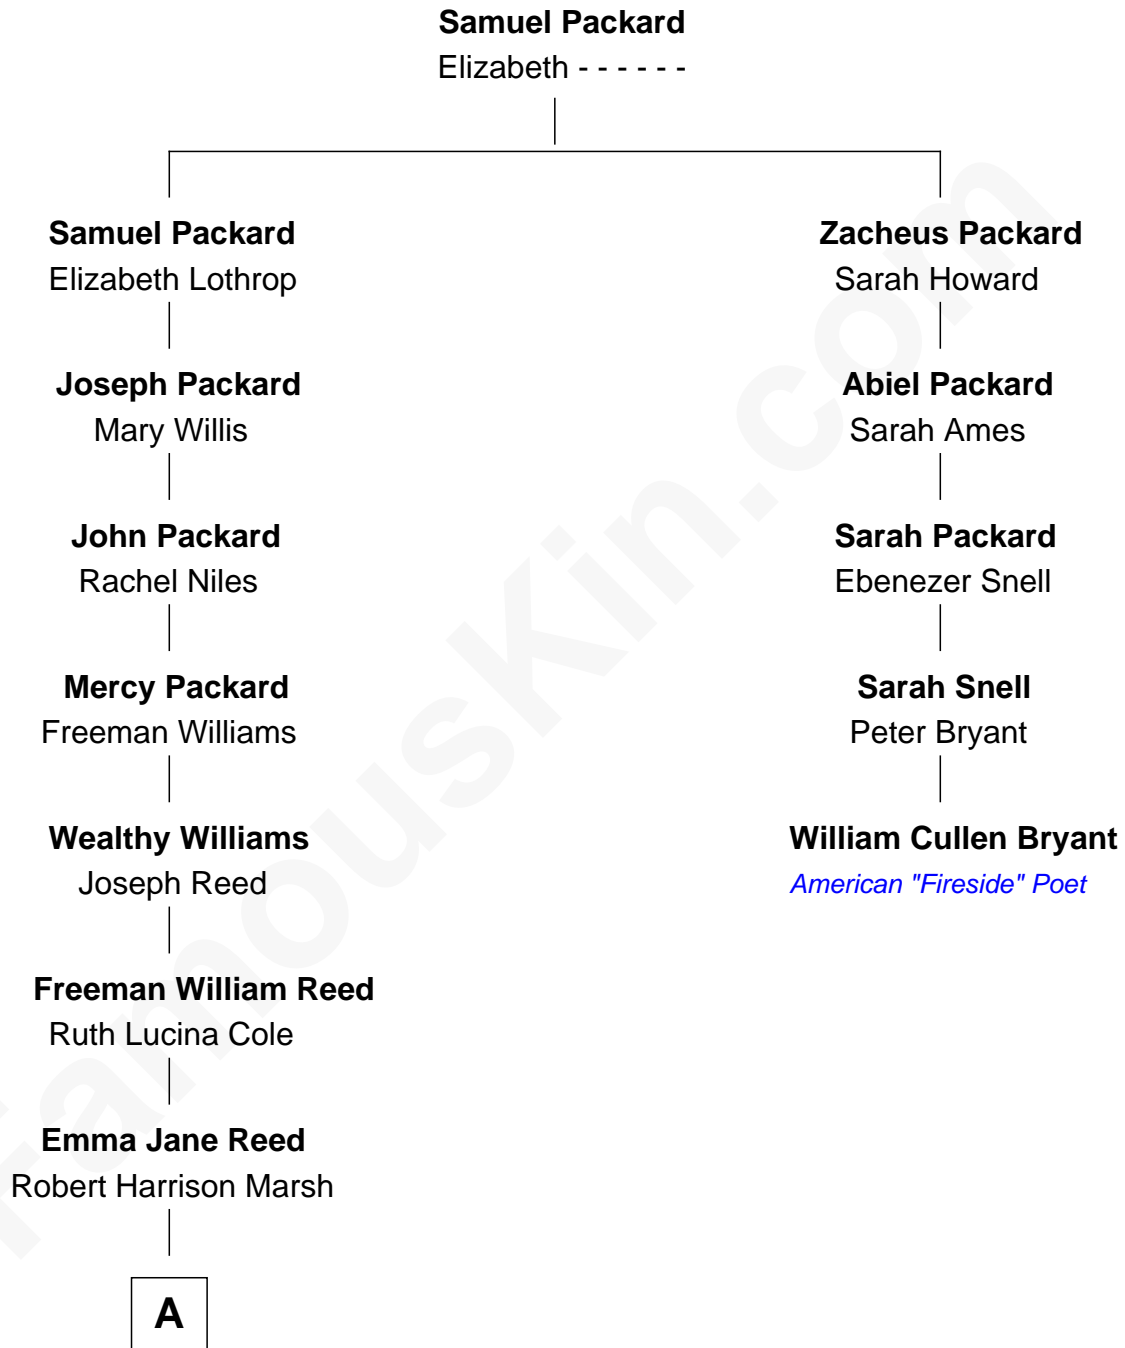 Samuel Packard
Elizabeth - - - - - -
Samuel Packard
Elizabeth Lothrop
Zacheus Packard
Sarah Howard
Joseph Packard
Mary Willis
Abiel Packard
Sarah Ames
John Packard
Rachel Niles
Sarah Packard
Ebenezer Snell
Mercy Packard
Freeman Williams
Sarah Snell
Peter Bryant
Wealthy Williams
Joseph Reed
William Cullen Bryant
American "Fireside" Poet
Freeman William Reed
Ruth Lucina Cole
Emma Jane Reed
Robert Harrison Marsh
A
FamousKin.com